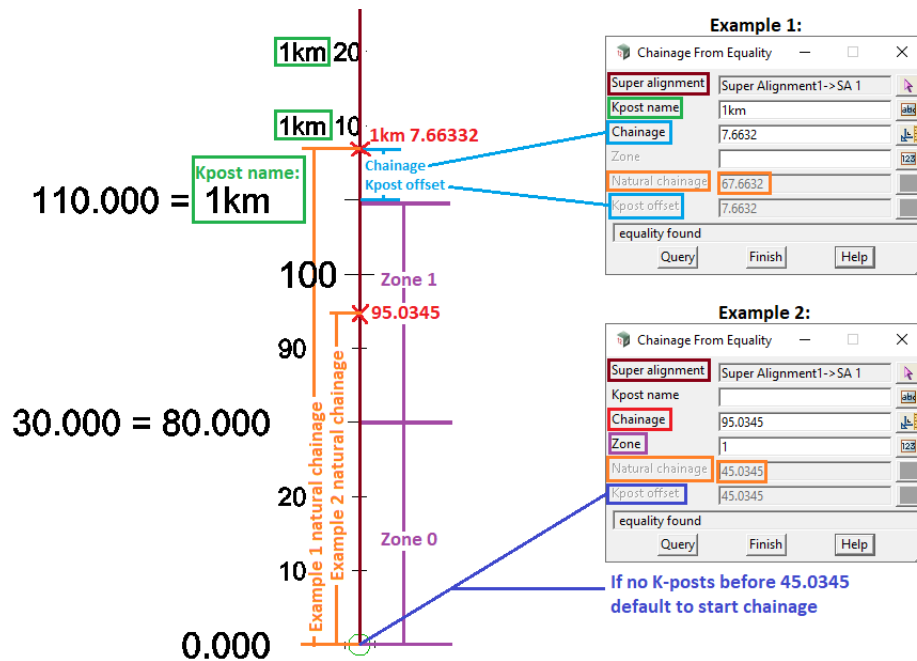 Example 1:
Chainage From Equality
Super alignment Super Alignment1->SA 1
Kpost name 1km
abc
Chainage 7.6632
Zone
123
Natural chainage 67.6632
Kpost offset 7.6632
equality found
Query Finish Help
Example 2:
Chainage From Equality
Super alignment Super Alignment1->SA 1
Kpost name
abc
Chainage 95.0345
Zone 1
123
Natural chainage 45.0345
Kpost offset 45.0345
equality found
Query Finish Help
If no K-posts before 45.0345
default to start chainage
1km 20
1km 10
1km 7.66332
Chainage
Kpost offset
Kpost name:
110.000 = 1km
100
Zone 1
95.0345
90
30.000 = 80.000
20
Zone 0
10
0.000
Example 1 natural chainage
Example 2 natural chainage